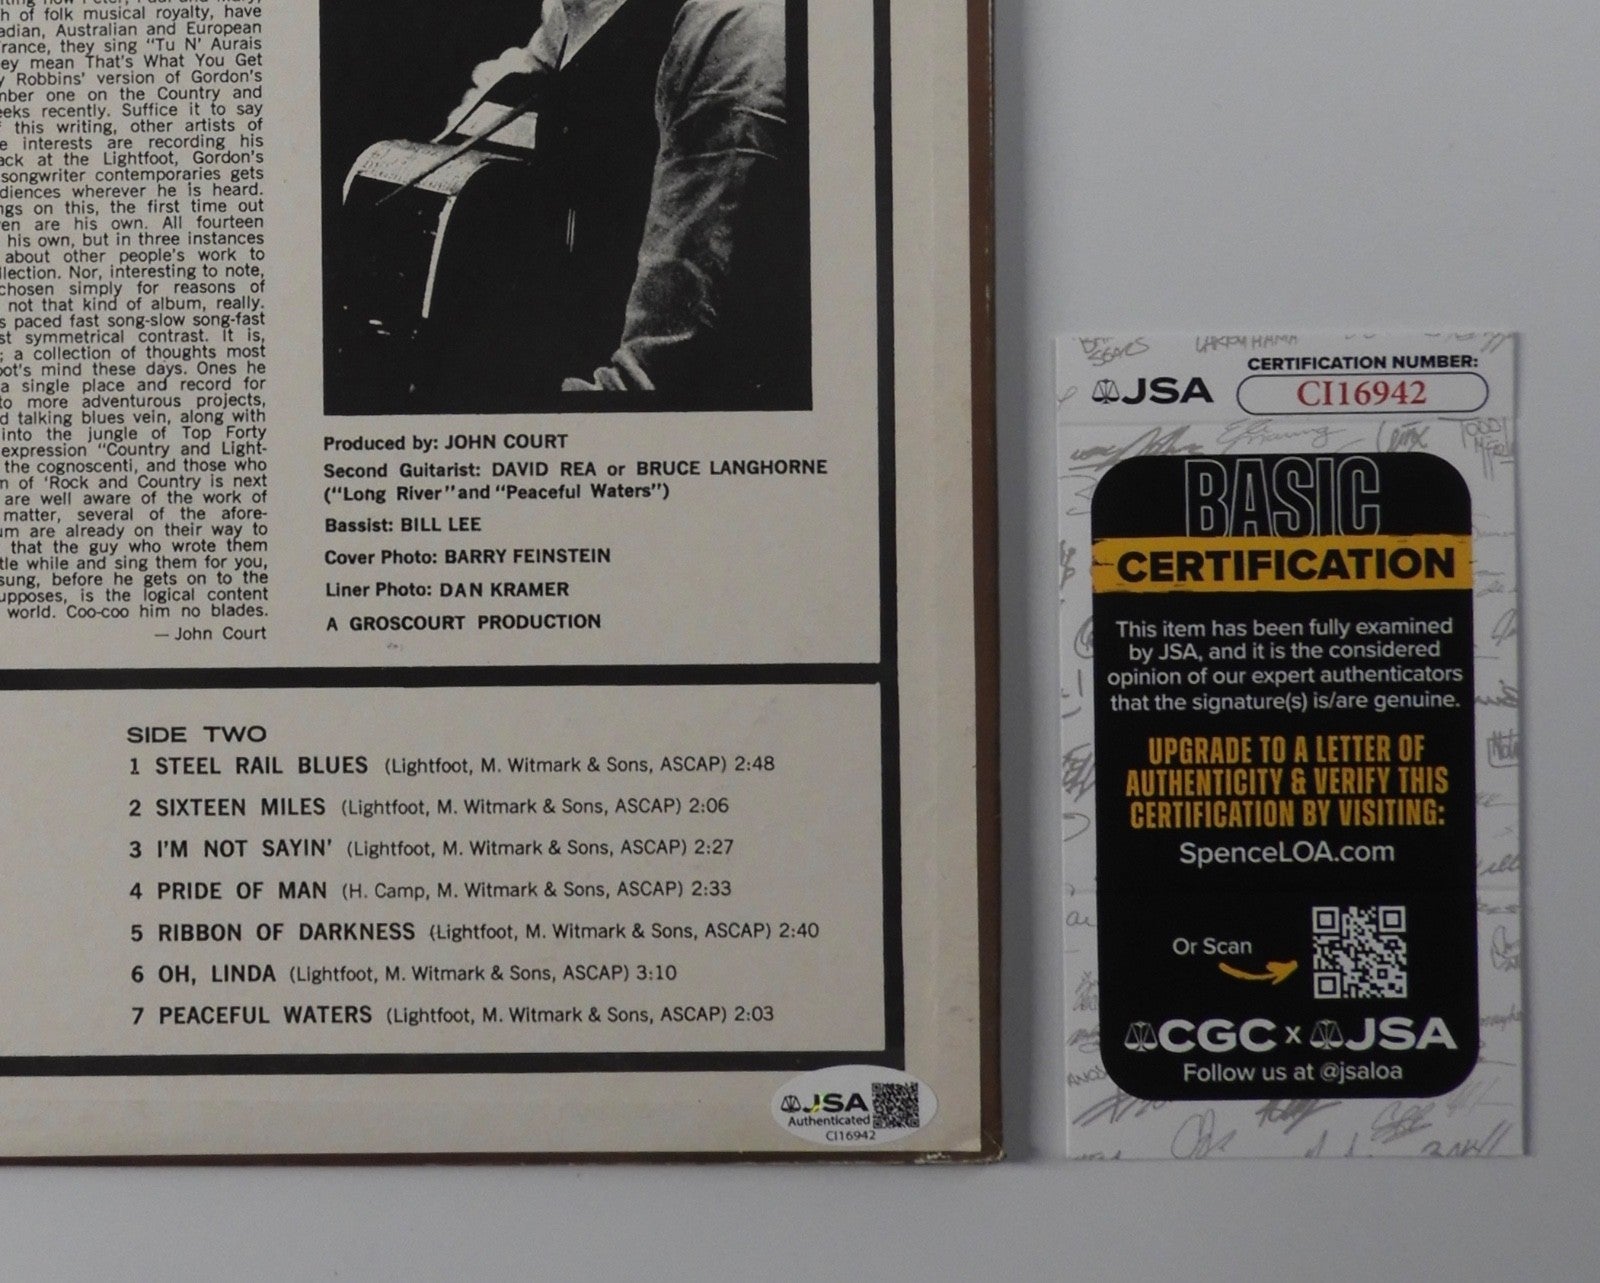 h of folk musical royalty, have
adian, Australian and European
rance, they sing "Tu N' Aurais
ey mean That's What You Get
y Robbins' version of Gordon's
nber one on the Country and
eeks recently. Suffice it to say
this writing, other artists of
e interests are recording his
ack at the Lightfoot, Gordon's
songwriter contemporaries gets
diences wherever he is heard.
ngs on this, the first time out
en are his own. All fourteen
his own, but in three instances
about other people's work to
llection. Nor, interesting to note,
chosen simply for reasons of
not that kind of album, really.
s paced fast song-slow song-fast
st symmetrical contrast. It is,
; a collection of thoughts most
oot's mind these days. Ones he
a single place and record for
to more adventurous projects,
d talking blues vein, along with
into the jungle of Top Forty
expression "Country and Light-
the cognoscenti, and those who
n of 'Rock and Country is next
are well aware of the work of
matter, several of the afore-
um are already on their way to
that the guy who wrote them
tle while and sing them for you,
sung, before he gets on to the
upposes, is the logical content
world. Coo-coo him no blades.
— John Court
Produced by: JOHN COURT
Second Guitarist: DAVID REA or BRUCE LANGHORNE
("Long River" and "Peaceful Waters")
Bassist: BILL LEE
Cover Photo: BARRY FEINSTEIN
Liner Photo: DAN KRAMER
A GROSCOURT PRODUCTION
SIDE TWO
1 STEEL RAIL BLUES (Lightfoot, M. Witmark & Sons, ASCAP) 2:48
2 SIXTEEN MILES (Lightfoot, M. Witmark & Sons, ASCAP) 2:06
3 I'M NOT SAYIN' (Lightfoot, M. Witmark & Sons, ASCAP) 2:27
4 PRIDE OF MAN (H. Camp, M. Witmark & Sons, ASCAP) 2:33
5 RIBBON OF DARKNESS (Lightfoot, M. Witmark & Sons, ASCAP) 2:40
6 OH, LINDA (Lightfoot, M. Witmark & Sons, ASCAP) 3:10
7 PEACEFUL WATERS (Lightfoot, M. Witmark & Sons, ASCAP) 2:03
JSA
Authenticated
CI16942
JSA
CERTIFICATION NUMBER:
CI16942
BASIC
CERTIFICATION
This item has been fully examined
by JSA, and it is the considered
opinion of our expert authenticators
that the signature(s) is/are genuine.
UPGRADE TO A LETTER OF
AUTHENTICITY & VERIFY THIS
CERTIFICATION BY VISITING:
SpenceLOA.com
Or Scan
CGC x JSA
Follow us at @jsaloa